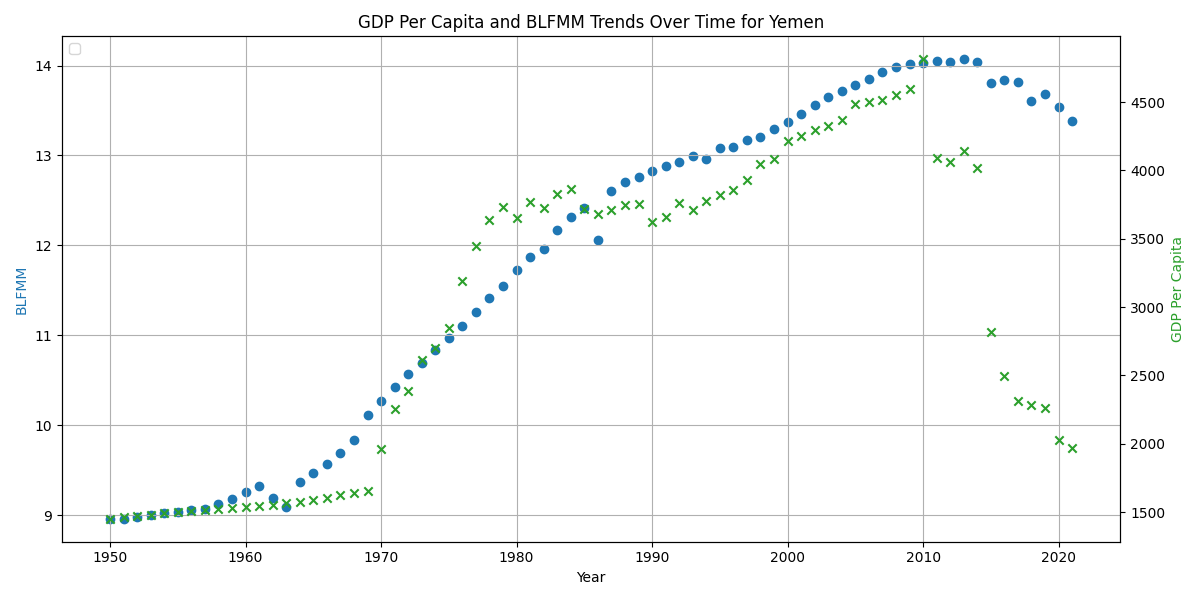 GDP Per Capita and BLFMM Trends Over Time for Yemen
14
13
12
11
10
9
BLFMM
4500
4000
3500
3000
2500
2000
1500
GDP Per Capita
1950 1960 1970 1980 1990 2000 2010 2020
Year